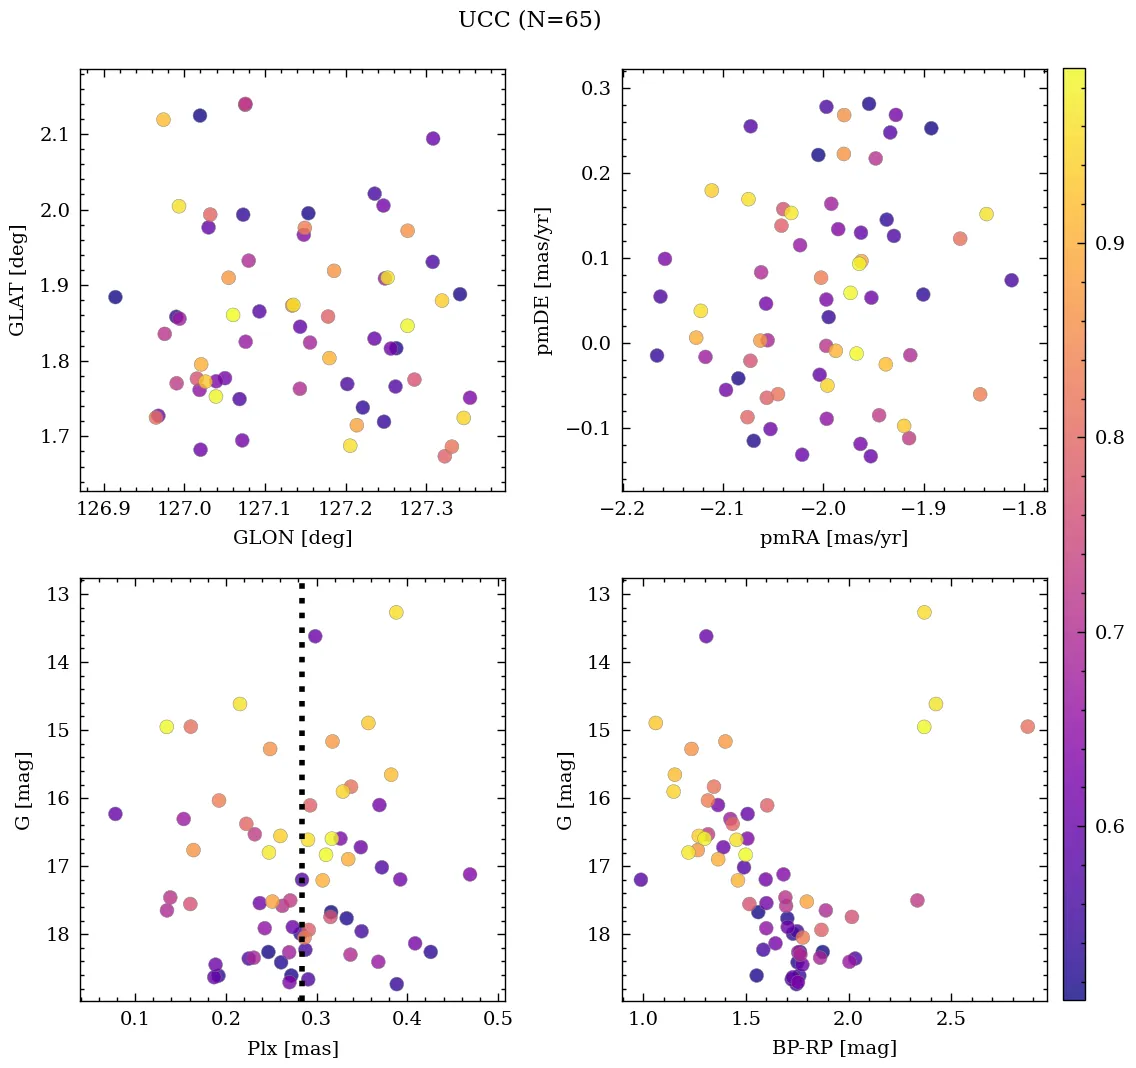 UCC (N=65)
2.1
2.0
1.9
1.8
1.7
GLAT [deg]
126.9 127.0 127.1 127.2 127.3
GLON [deg]
0.3
0.2
0.1
0.0
−0.1
pmDE [mas/yr]
−2.2 −2.1 −2.0 −1.9 −1.8
pmRA [mas/yr]
0.9
0.8
0.7
0.6
13
14
15
16
17
18
G [mag]
0.1 0.2 0.3 0.4 0.5
Plx [mas]
13
14
15
16
17
18
G [mag]
1.0 1.5 2.0 2.5
BP-RP [mag]